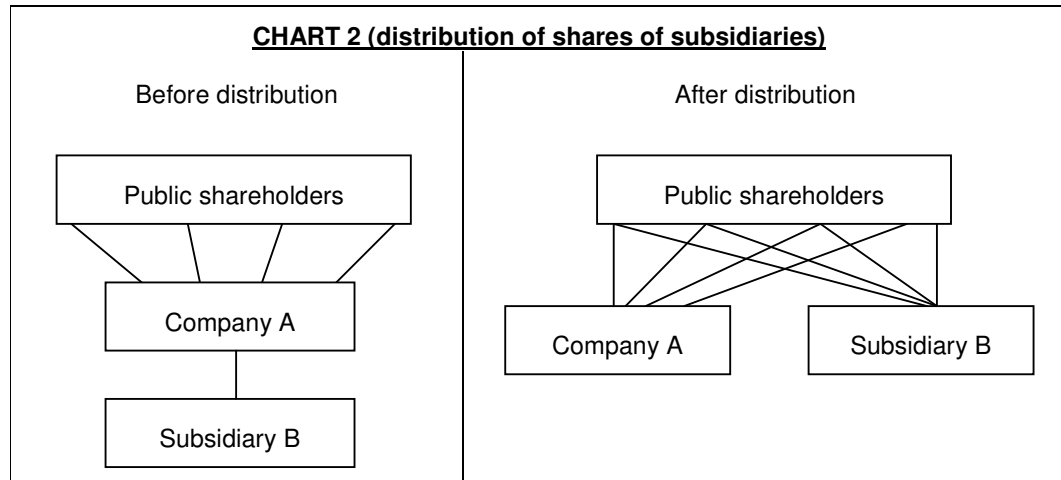 CHART 2 (distribution of shares of subsidiaries)
Before distribution
Public shareholders
Company A
Subsidiary B
After distribution
Public shareholders
Company A
Subsidiary B